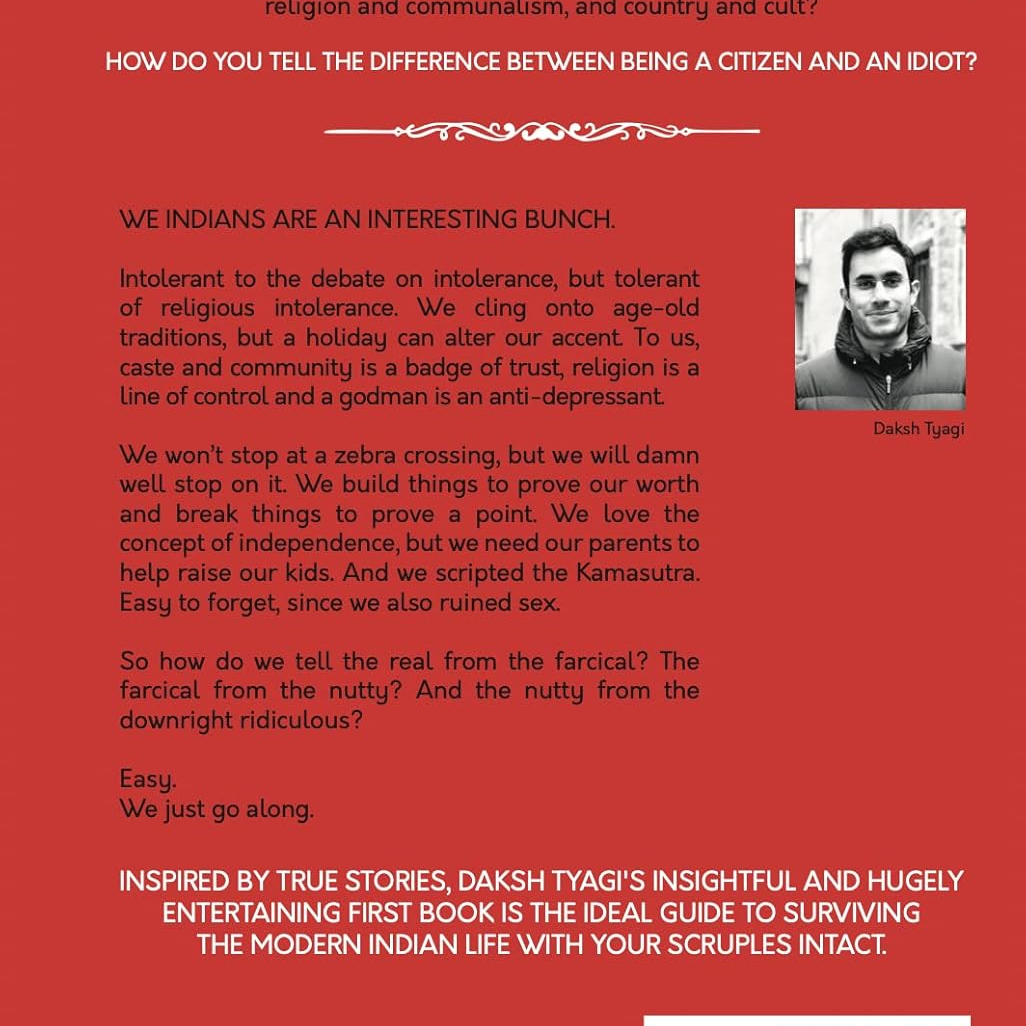 religion and communalism, and country and cult?
HOW DO YOU TELL THE DIFFERENCE BETWEEN BEING A CITIZEN AND AN IDIOT?
WE INDIANS ARE AN INTERESTING BUNCH.
Intolerant to the debate on intolerance, but tolerant
of religious intolerance. We cling onto age-old
traditions, but a holiday can alter our accent. To us,
caste and community is a badge of trust, religion is a
line of control and a godman is an anti-depressant.
Daksh Tyagi
We won't stop at a zebra crossing, but we will damn
well stop on it. We build things to prove our worth
and break things to prove a point. We love the
concept of independence, but we need our parents to
help raise our kids. And we scripted the Kamasutra.
Easy to forget, since we also ruined sex.
So how do we tell the real from the farcical? The
farcical from the nutty? And the nutty from the
downright ridiculous?
Easy.
We just go along.
INSPIRED BY TRUE STORIES, DAKSH TYAGI'S INSIGHTFUL AND HUGELY
ENTERTAINING FIRST BOOK IS THE IDEAL GUIDE TO SURVIVING
THE MODERN INDIAN LIFE WITH YOUR SCRUPLES INTACT.